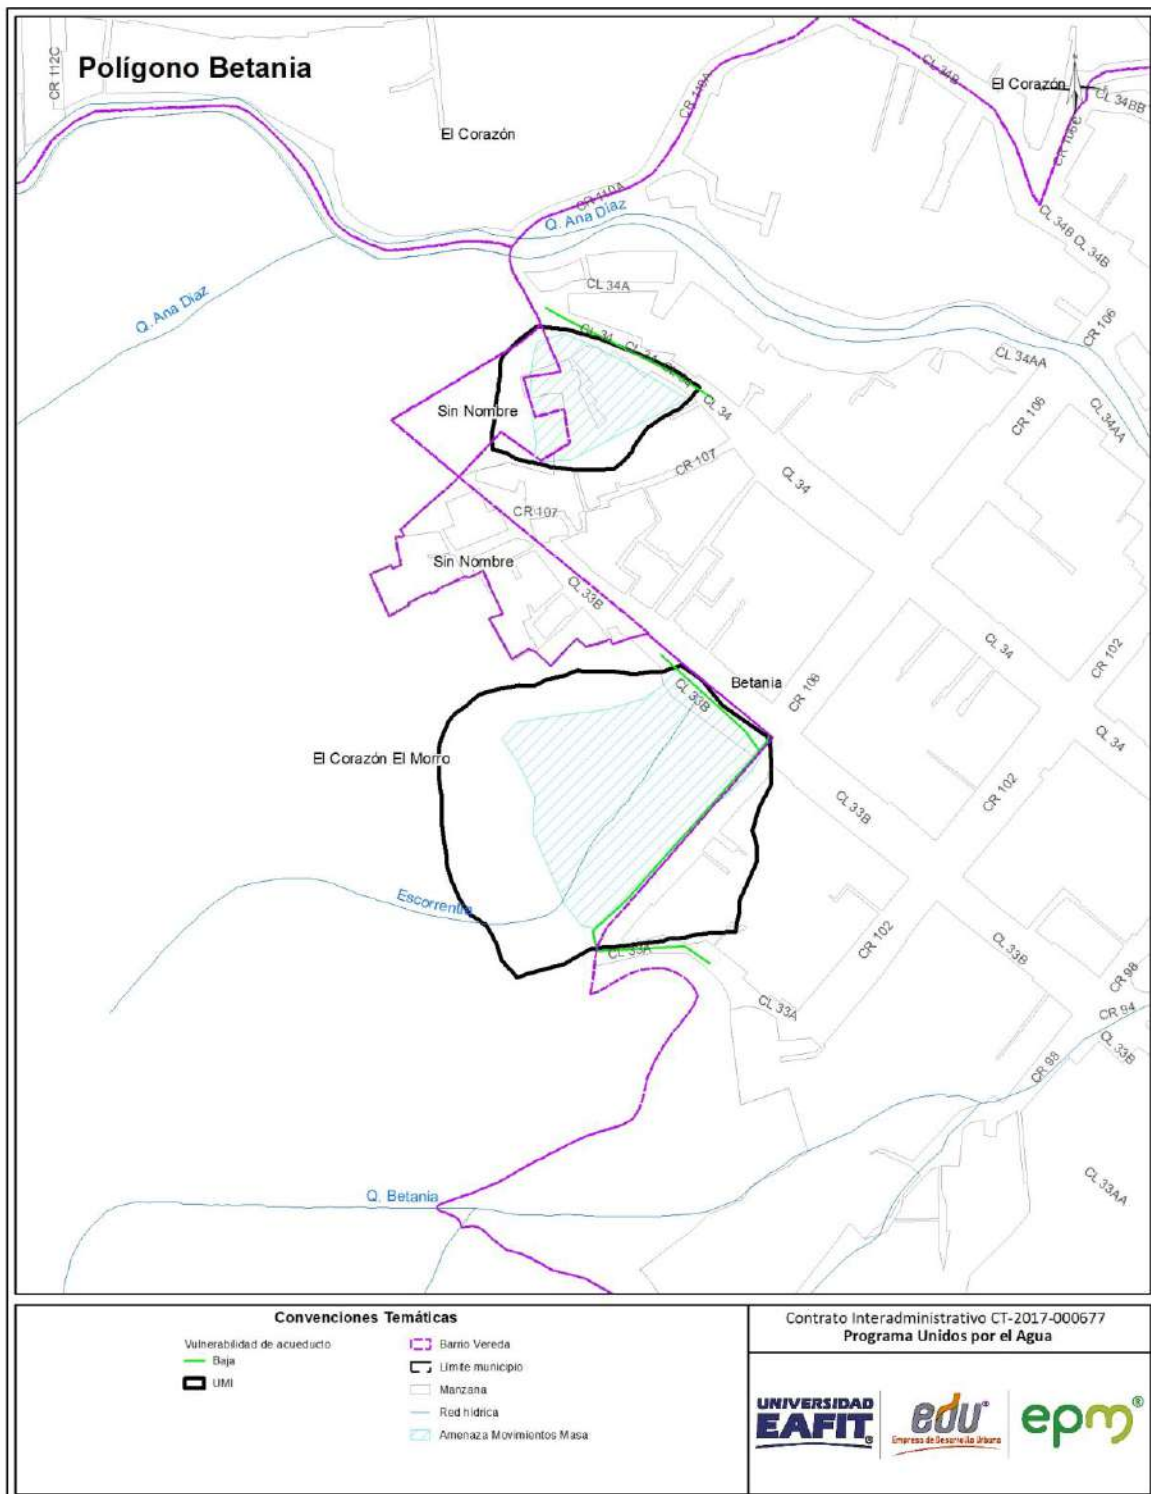 Polígono Betania
CR 112C
El Corazón
CR 110A
CL 34B
El Corazón
CL 34BB
CR 106C
CR 110A
Q. Ana Diaz
CL 34B
CL 34B
Q. Ana Diaz
CL 34A
CR 106
CL 34
CL 34AA
Sin Nombre
CL 34
CR 106
CL 34AA
CR 107
CL 34
CR 107
Sin Nombre
CL 33B
CL 34
CR 102
Betania
CL 33B
CR 106
CL 34
El Corazón El Morro
CL 33B
CR 102
Escorrentia
CL 33A
CR 102
CL 33B
CR 98
CL 33A
CR 94
CL 33B
CR 98
CL 33AA
Q. Betania
Convenciones Temáticas
Vulnerabilidad de acueducto
Baja
UMI
Barrio Vereda
Límite municipio
Manzana
Red hídrica
Amenaza Movimientos Masa
Contrato Interadministrativo CT-2017-000677
Programa Unidos por el Agua
UNIVERSIDAD
EAFIT
edu
Empresa de Desarrollo Urbano
epm